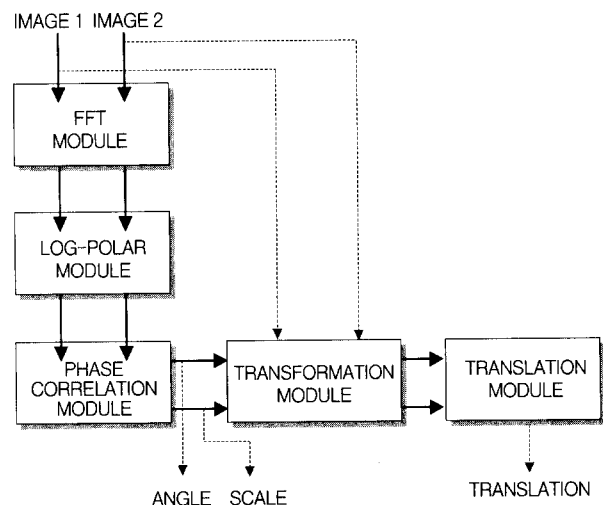 IMAGE 1 IMAGE 2
FFT
MODULE
LOG-POLAR
MODULE
PHASE
CORRELATION
MODULE
TRANSFORMATION
MODULE
TRANSLATION
MODULE
ANGLE SCALE
TRANSLATION